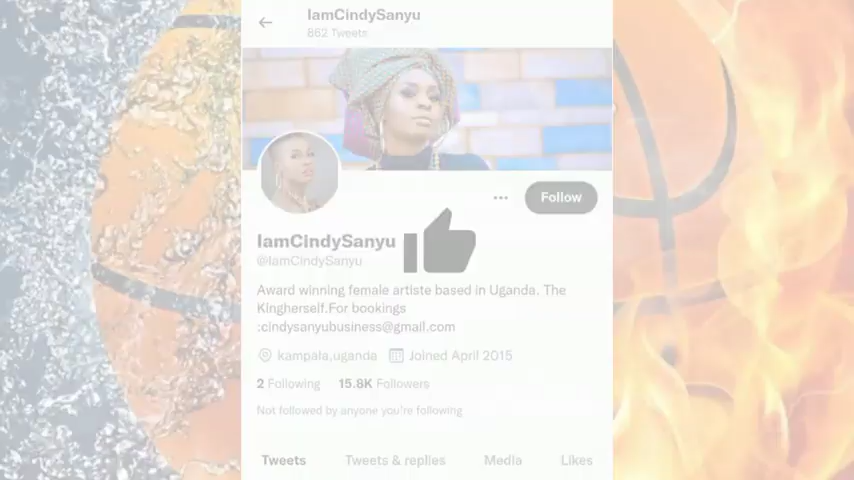 IamCindySanyu
862 Tweets
Follow
IamCindySanyu
@IamCindySanyu
Award winning female artiste based in Uganda. The
Kingherself.For bookings
:cindysanyubusiness@gmail.com
kampala,uganda Joined April 2015
2 Following 15.8K Followers
Not followed by anyone you're following
Tweets Tweets & replies Media Likes